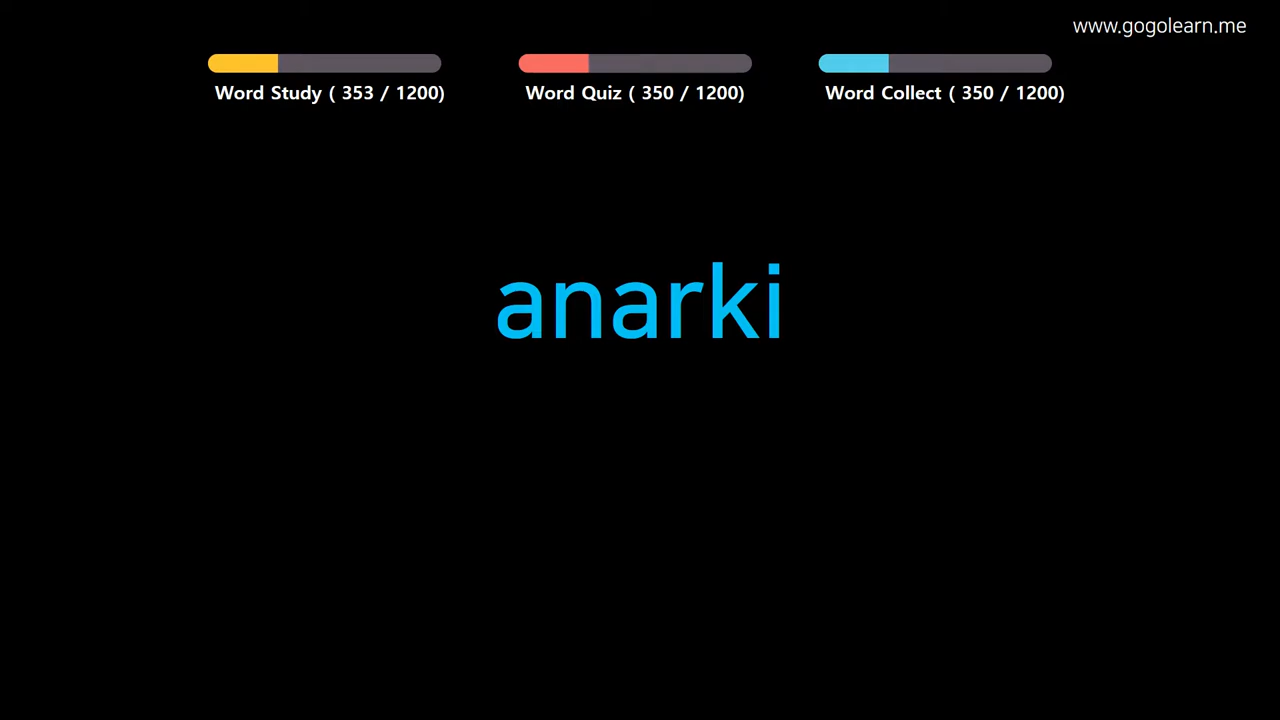 www.gogolearn.me
Word Study ( 353 / 1200)
Word Quiz ( 350 / 1200)
Word Collect ( 350 / 1200)
anarki